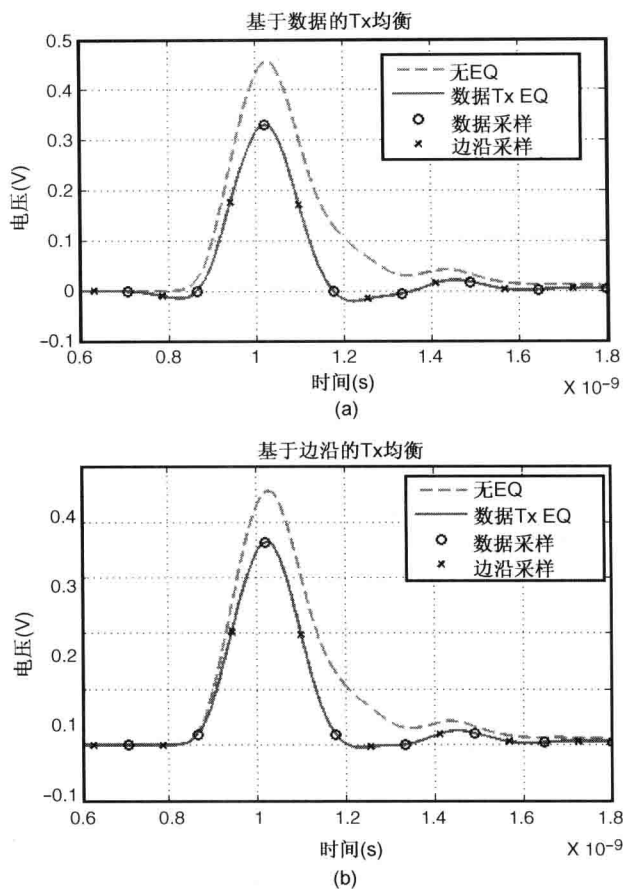 基于数据的Tx均衡
0.5
0.4
0.3
0.2
0.1
0
-0.1
电压(V)
无EQ
数据Tx EQ
数据采样
边沿采样
0.6 0.8 1 1.2 1.4 1.6 1.8
时间(s)
X 10-9
(a)
基于边沿的Tx均衡
0.4
0.3
0.2
0.1
-0.1
电压(V)
无EQ
数据Tx EQ
数据采样
边沿采样
0.6 0.8 1 1.2 1.4 1.6 1.8
时间(s)
X 10-9
(b)